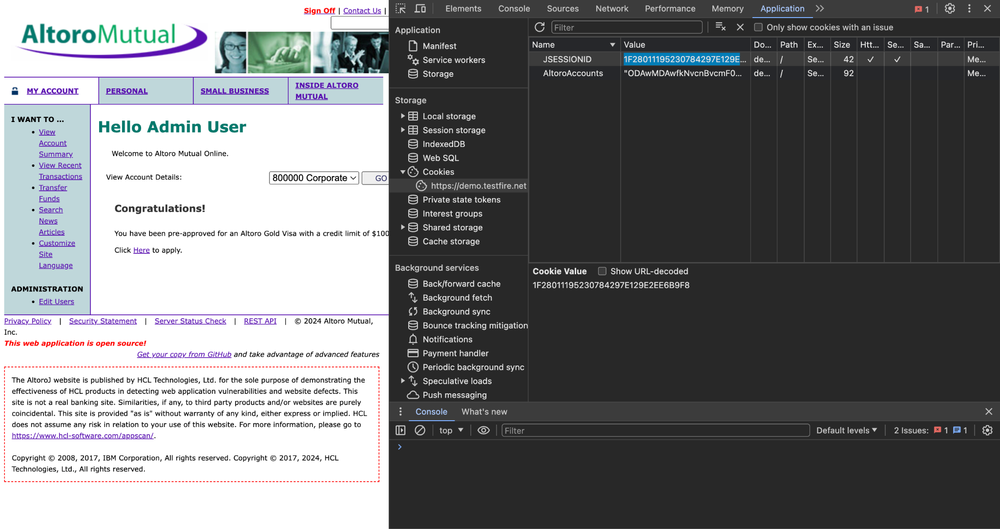 Sign Off | Contact Us |
AltoroMutual
MY ACCOUNT
PERSONAL
SMALL BUSINESS
INSIDE ALTORO
MUTUAL
I WANT TO ...
• View
Account
Summary
• View Recent
Transactions
• Transfer
Funds
• Search
News
Articles
• Customize
Site
Language
ADMINISTRATION
• Edit Users
Hello Admin User
Welcome to Altoro Mutual Online.
View Account Details:
800000 Corporate
GO
Congratulations!
You have been pre-approved for an Altoro Gold Visa with a credit limit of $100
Click Here to apply.
Privacy Policy | Security Statement | Server Status Check | REST API | © 2024 Altoro Mutual,
Inc.
This web application is open source!
Get your copy from GitHub and take advantage of advanced features
The AltoroJ website is published by HCL Technologies, Ltd. for the sole purpose of demonstrating the
effectiveness of HCL products in detecting web application vulnerabilities and website defects. This
site is not a real banking site. Similarities, if any, to third party products and/or websites are purely
coincidental. This site is provided "as is" without warranty of any kind, either express or implied. HCL
does not assume any risk in relation to your use of this website. For more information, please go to
https://www.hcl-software.com/appscan/.
Copyright © 2008, 2017, IBM Corporation, All rights reserved. Copyright © 2017, 2024, HCL
Technologies, Ltd., All rights reserved.
Elements Console Sources Network Performance Memory Application 1
Application
Manifest
Service workers
Storage
Storage
Local storage
Session storage
IndexedDB
Web SQL
Cookies
https://demo.testfire.net
Private state tokens
Interest groups
Shared storage
Cache storage
Background services
Back/forward cache
Background fetch
Background sync
Bounce tracking mitigation
Notifications
Payment handler
Periodic background sync
Speculative loads
Push messaging
Filter Only show cookies with an issue
Name Value Do... Path Ex... Size Htt... Se... Sa... Par... Pri...
JSESSIONID 1F28011195230784297E129E... de... / Se... 42 ✓ ✓ Me...
AltoroAccounts "ODAwMDAwfkNvcnBvcmF0... de... / Se... 92 Me...
Cookie Value Show URL-decoded
1F28011195230784297E129E2EE6B9F8
Console What's new
top Filter Default levels 2 Issues: 1 1